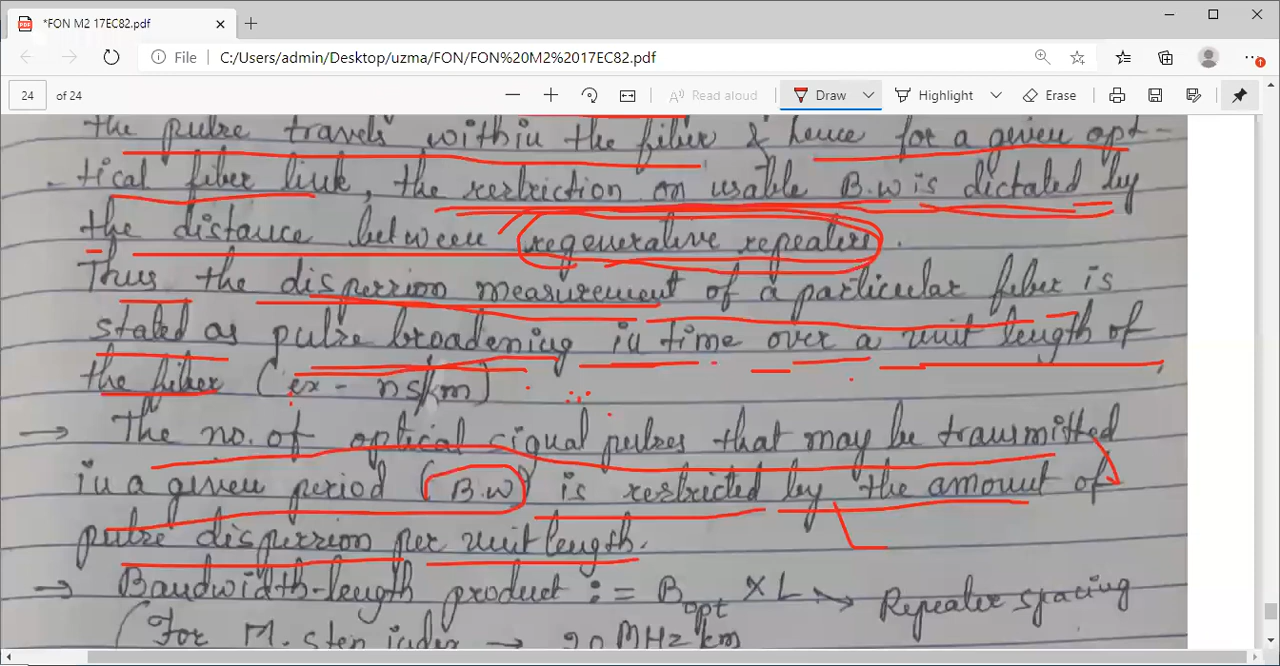 *FON M2 17EC82.pdf
File C:/Users/admin/Desktop/uzma/FON/FON%20M2%2017EC82.pdf
24 of 24 Read aloud Draw Highlight Erase
the pulse travels within the fiber & hence for a given opt-
-tical fiber link, the restriction on usable B.W is dictated by
the distance between regenerative repeaters.
Thus the dispersion measurement of a particular fiber is
stated as pulse broadening in time over a unit length of
the fiber (ex - ns/km)
→ The no. of optical signal pulses that may be transmitted
in a given period (B.W) is restricted by the amount of
pulse dispersion per unit length.
→ Bandwidth-length product := Bopt × L → Repeater spacing
(For M. step index → 20 MHz km